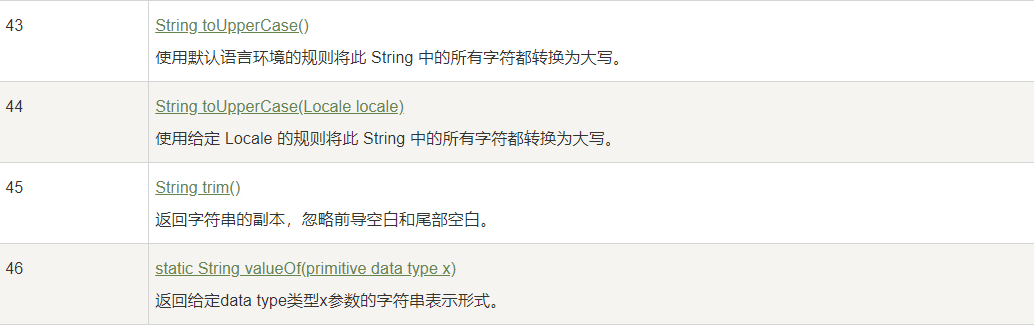 43
String toUpperCase()
使用默认语言环境的规则将此 String 中的所有字符都转换为大写。
44
String toUpperCase(Locale locale)
使用给定 Locale 的规则将此 String 中的所有字符都转换为大写。
45
String trim()
返回字符串的副本，忽略前导空白和尾部空白。
46
static String valueOf(primitive data type x)
返回给定data type类型x参数的字符串表示形式。